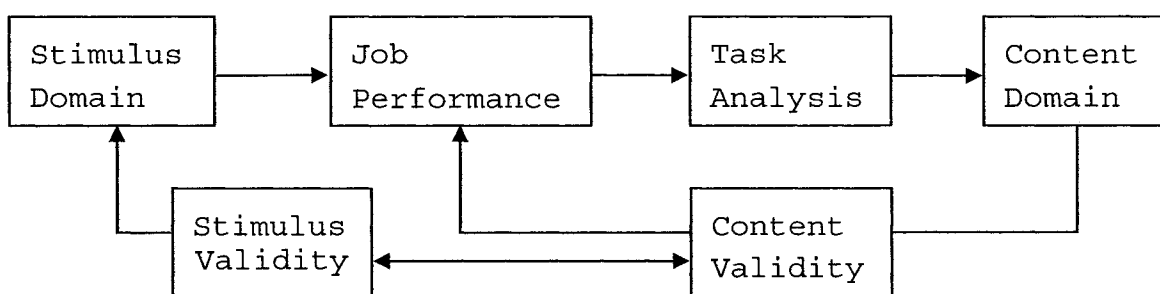 Stimulus
Domain
Job
Performance
Task
Analysis
Content
Domain
Stimulus
Validity
Content
Validity